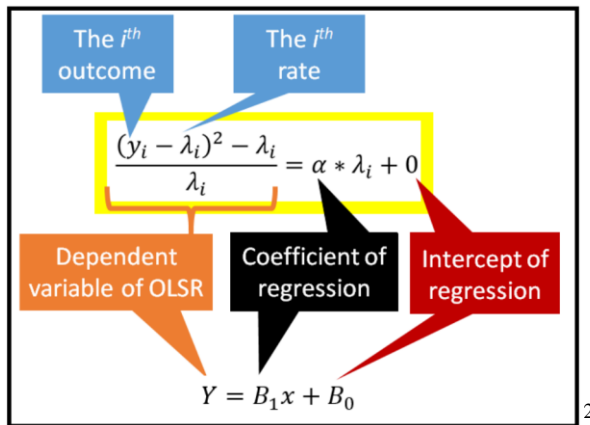 The iᵗʰ outcome
The iᵗʰ rate
(yᵢ − λᵢ)² − λᵢ / λᵢ = α * λᵢ + 0
Dependent variable of OLSR
Coefficient of regression
Intercept of regression
Y = B₁x + B₀
2